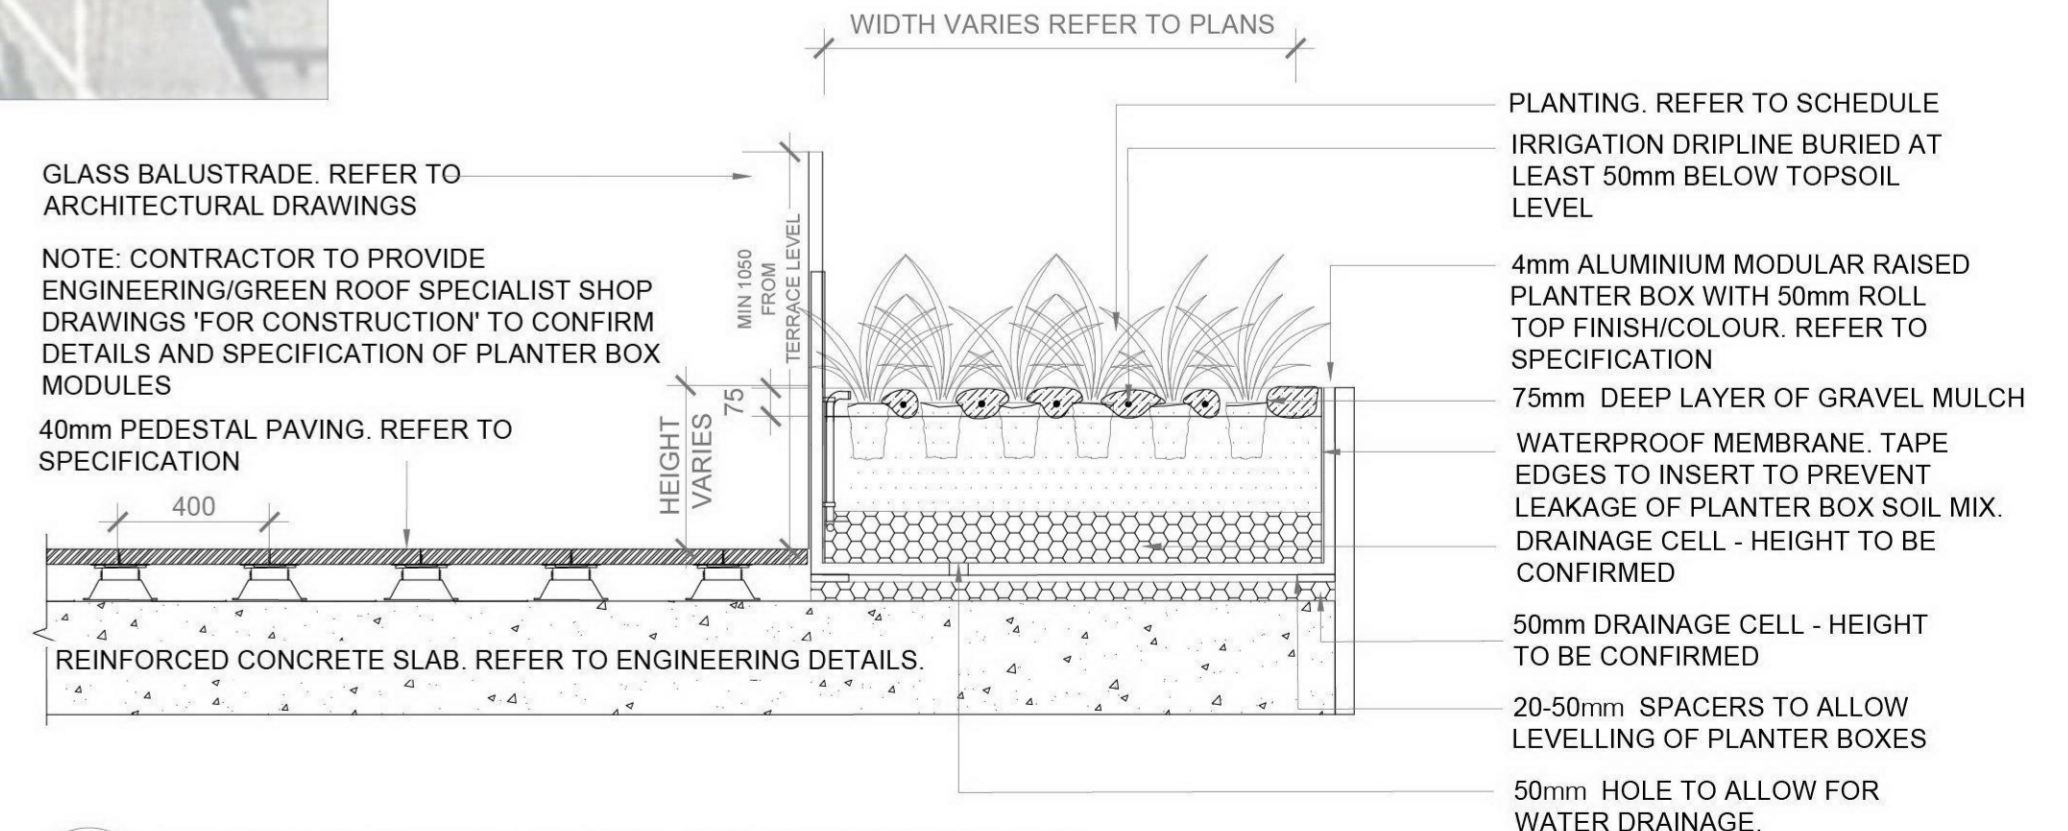 WIDTH VARIES REFER TO PLANS
GLASS BALUSTRADE. REFER TO
ARCHITECTURAL DRAWINGS
NOTE: CONTRACTOR TO PROVIDE
ENGINEERING/GREEN ROOF SPECIALIST SHOP
DRAWINGS 'FOR CONSTRUCTION' TO CONFIRM
DETAILS AND SPECIFICATION OF PLANTER BOX
MODULES
40mm PEDESTAL PAVING. REFER TO
SPECIFICATION
400
HEIGHT
VARIES
75
MIN 1050
FROM
TERRACE LEVEL
REINFORCED CONCRETE SLAB. REFER TO ENGINEERING DETAILS.
PLANTING. REFER TO SCHEDULE
IRRIGATION DRIPLINE BURIED AT
LEAST 50mm BELOW TOPSOIL
LEVEL
4mm ALUMINIUM MODULAR RAISED
PLANTER BOX WITH 50mm ROLL
TOP FINISH/COLOUR. REFER TO
SPECIFICATION
75mm DEEP LAYER OF GRAVEL MULCH
WATERPROOF MEMBRANE. TAPE
EDGES TO INSERT TO PREVENT
LEAKAGE OF PLANTER BOX SOIL MIX.
DRAINAGE CELL - HEIGHT TO BE
CONFIRMED
50mm DRAINAGE CELL - HEIGHT
TO BE CONFIRMED
20-50mm SPACERS TO ALLOW
LEVELLING OF PLANTER BOXES
50mm HOLE TO ALLOW FOR
WATER DRAINAGE.